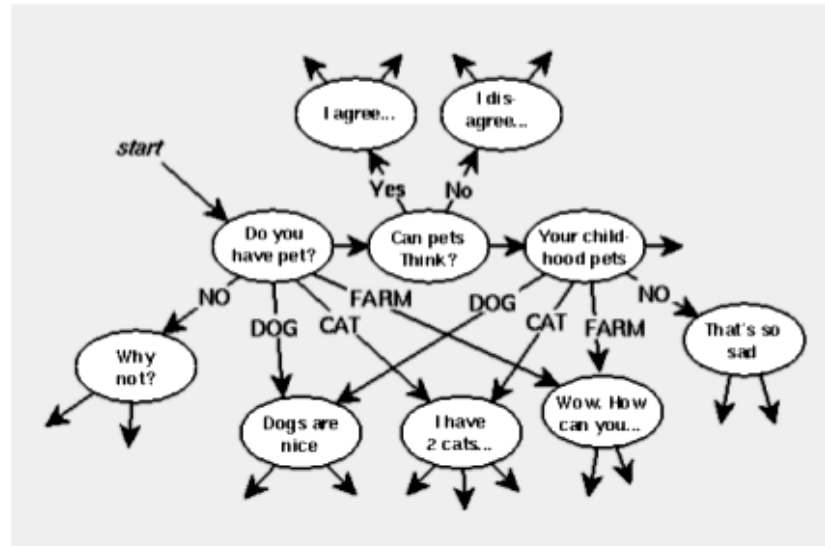 I agree...
I dis-
agree...
start
Yes
No
Do you
have pet?
Can pets
Think?
Your child-
hood pets
NO
DOG
CAT
FARM
DOG
CAT
FARM
NO
Why
not?
That's so
sad
Dogs are
nice
I have
2 cats...
Wow. How
can you...